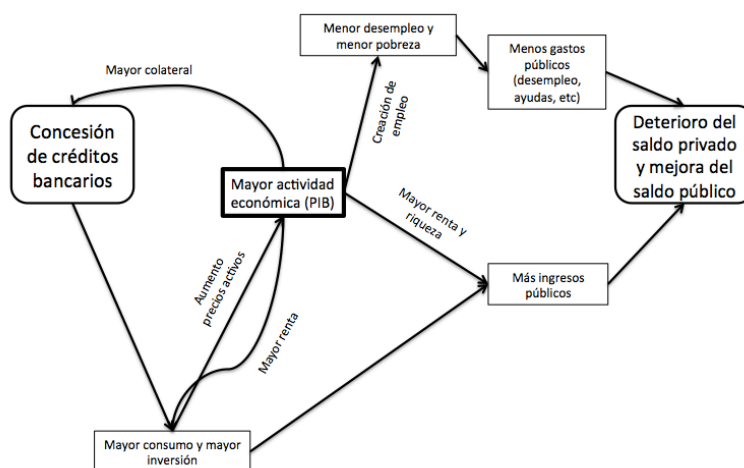 Menor desempleo y
menor pobreza
Menos gastos
públicos
(desempleo,
ayudas, etc)
Mayor colateral
Concesión
de créditos
bancarios
Creación de
empleo
Deterioro del
saldo privado
y mejora del
saldo público
Mayor actividad
económica (PIB)
Mayor renta y
riqueza
Aumento
precios activos
Mayor renta
Más ingresos
públicos
Mayor consumo y mayor
inversión